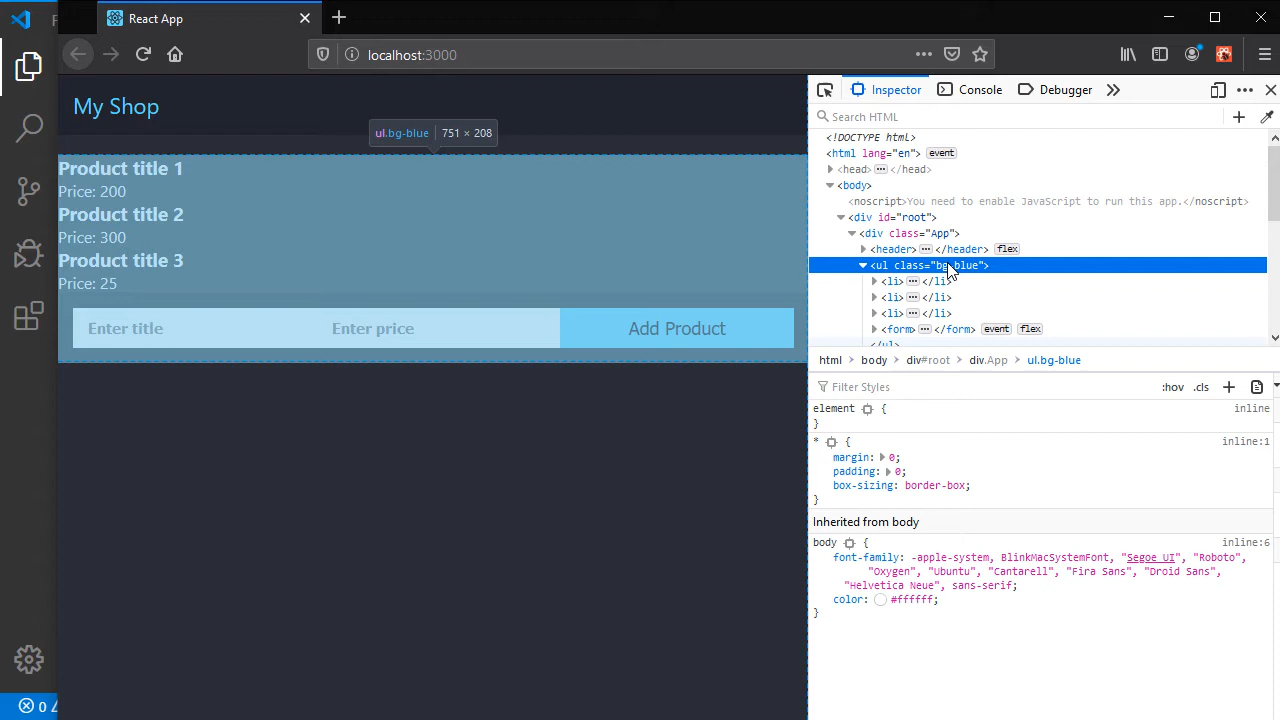 React App
localhost:3000
My Shop
ul.bg-blue 751 × 208
Product title 1
Price: 200
Product title 2
Price: 300
Product title 3
Price: 25
Enter title Enter price Add Product
Inspector Console Debugger
Search HTML
<!DOCTYPE html>
<html lang="en"> event
<head> ••• </head>
<body>
<noscript>You need to enable JavaScript to run this app.</noscript>
<div id="root">
<div class="App">
<header> ••• </header> flex
<ul class="bg-blue">
<li> ••• </li>
<li> ••• </li>
<li> ••• </li>
<form> ••• </form> event flex
</ul>
html > body > div#root > div.App > ul.bg-blue
Filter Styles :hov .cls +
element { inline
}
* { inline:1
margin: 0;
padding: 0;
box-sizing: border-box;
}
Inherited from body
body { inline:6
font-family: -apple-system, BlinkMacSystemFont, "Segoe UI", "Roboto",
"Oxygen", "Ubuntu", "Cantarell", "Fira Sans", "Droid Sans",
"Helvetica Neue", sans-serif;
color: #ffffff;
}
0